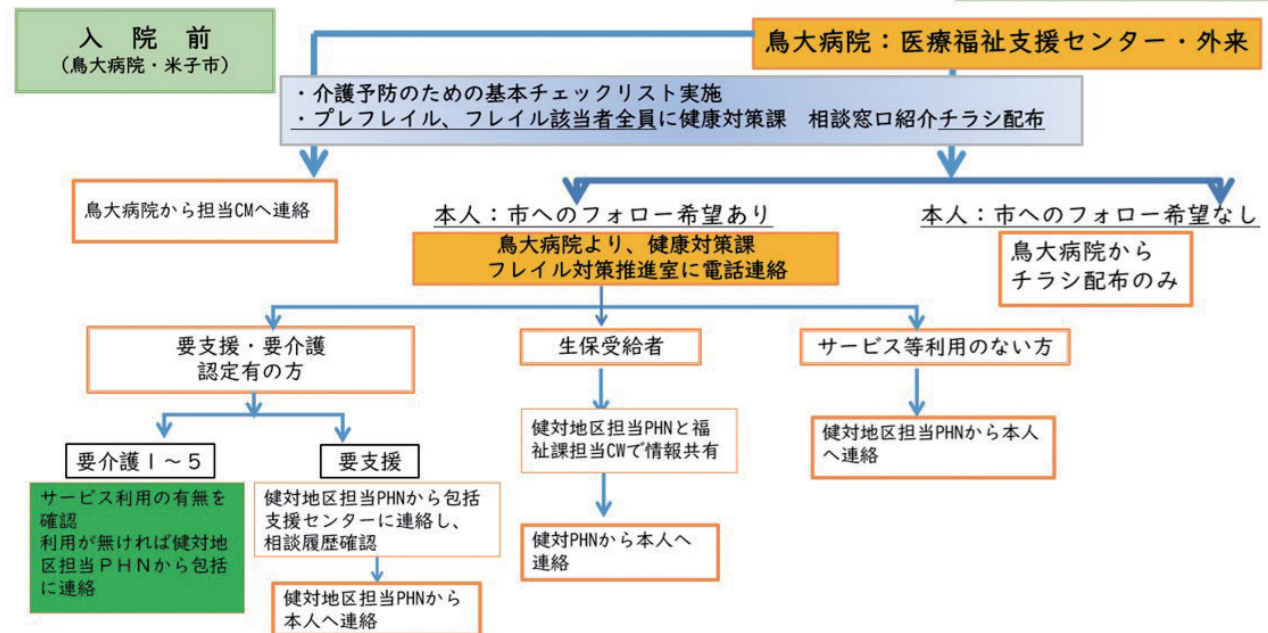 入 院 前
（鳥大病院・米子市）
鳥大病院：医療福祉支援センター・外来
・介護予防のための基本チェックリスト実施
・プレフレイル、フレイル該当者全員に健康対策課　相談窓口紹介チラシ配布
鳥大病院から担当CMへ連絡
本人：市へのフォロー希望あり
鳥大病院より、健康対策課
フレイル対策推進室に電話連絡
本人：市へのフォロー希望なし
鳥大病院から
チラシ配布のみ
要支援・要介護
認定有の方
生保受給者
サービス等利用のない方
要介護１～５
サービス利用の有無を
確認
利用が無ければ健対地
区担当ＰＨＮから包括
に連絡
要支援
健対地区担当PHNから包括
支援センターに連絡し、
相談履歴確認
健対地区担当PHNから
本人へ連絡
健対地区担当PHNと福
祉課担当CWで情報共有
健対PHNから本人へ
連絡
健対地区担当PHNから本人
へ連絡